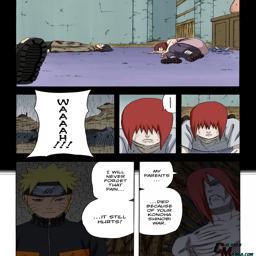 WAAAAH!!!
!
MY PARENTS...
...DIED
BECAUSE OF
YOUR
KONOHA
SHINOBI
WAR.
I WILL
NEVER
FORGET
THAT
PAIN...
...IT STILL
HURTS!